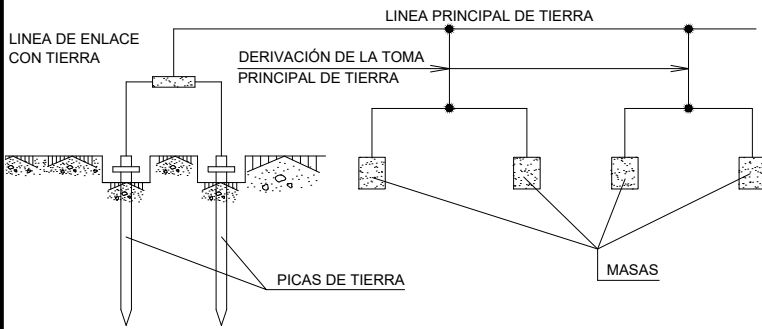 LINEA PRINCIPAL DE TIERRA
LINEA DE ENLACE
CON TIERRA
DERIVACIÓN DE LA TOMA
PRINCIPAL DE TIERRA
PICAS DE TIERRA
MASAS